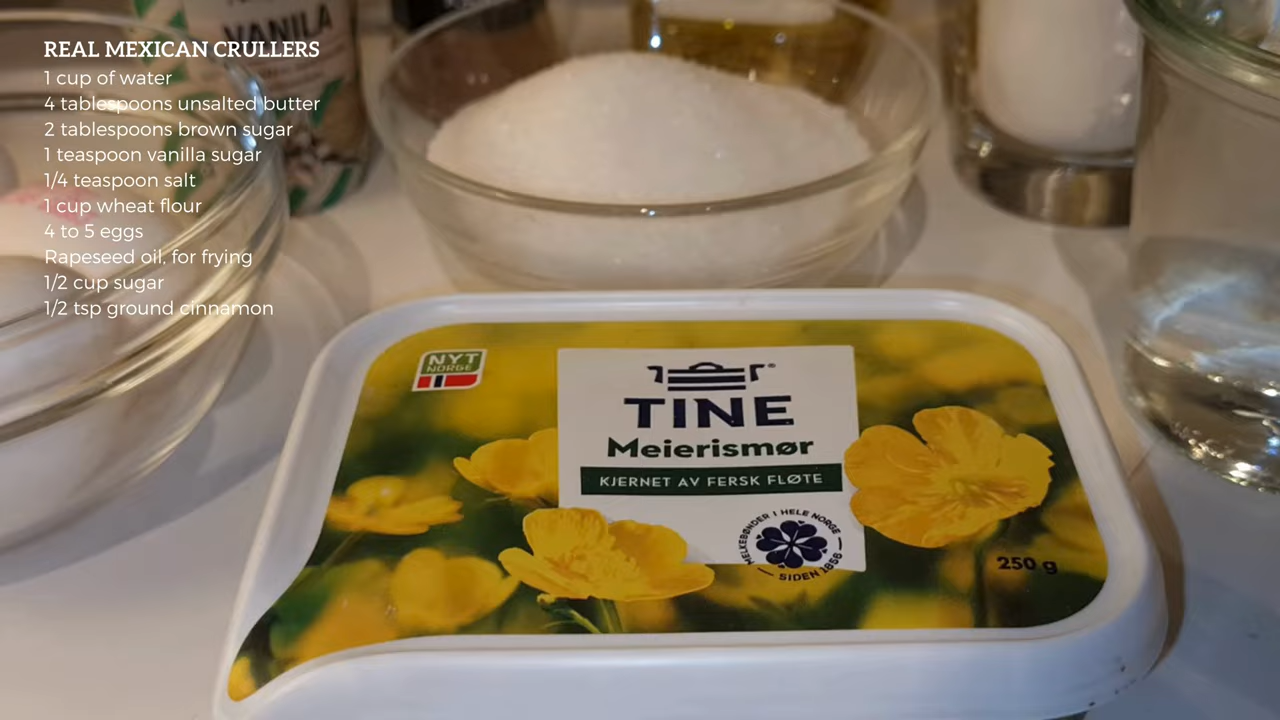 REAL MEXICAN CRULLERS
1 cup of water
4 tablespoons unsalted butter
2 tablespoons brown sugar
1 teaspoon vanilla sugar
1/4 teaspoon salt
1 cup wheat flour
4 to 5 eggs
Rapeseed oil, for frying
1/2 cup sugar
1/2 tsp ground cinnamon
VANILA
NYT
NORGE
TINE®
Meierismør
KJERNET AV FERSK FLØTE
MELKEBØNDER I HELE NORGE
SIDEN 1856
250 g